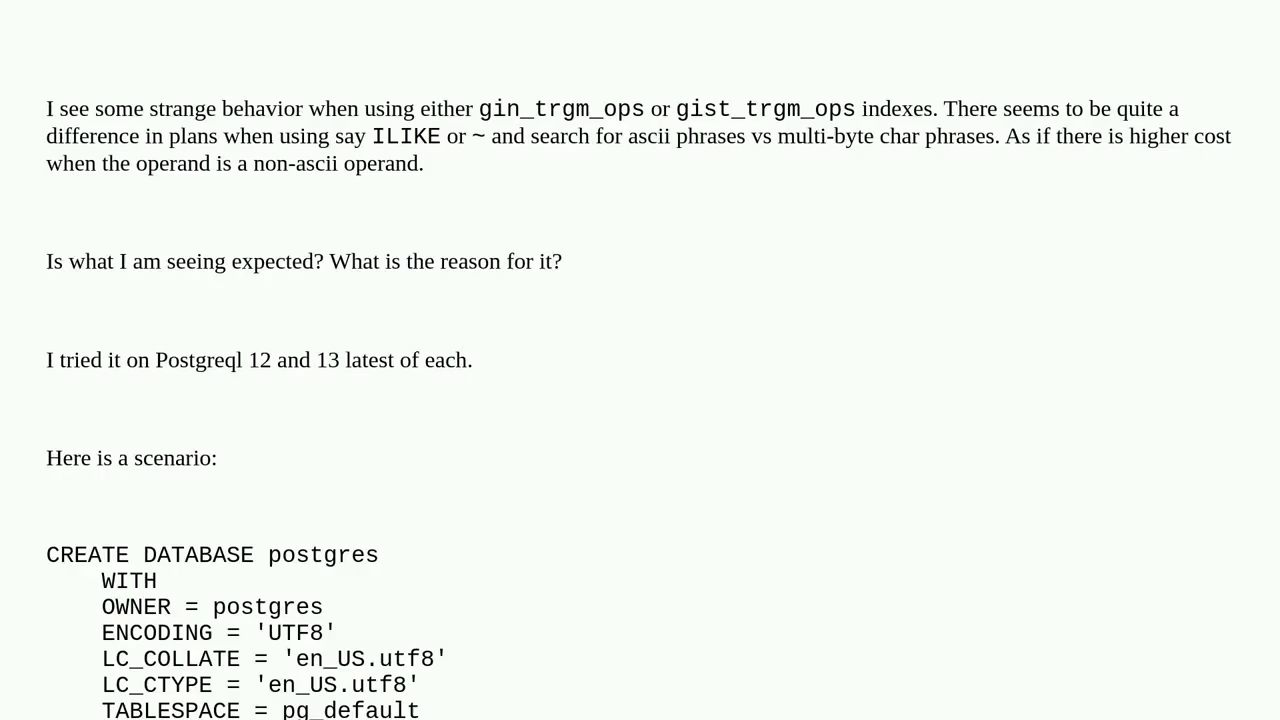 I see some strange behavior when using either gin_trgm_ops or gist_trgm_ops indexes. There seems to be quite a
difference in plans when using say ILIKE or ~ and search for ascii phrases vs multi-byte char phrases. As if there is higher cost
when the operand is a non-ascii operand.
Is what I am seeing expected? What is the reason for it?
I tried it on Postgreql 12 and 13 latest of each.
Here is a scenario:
CREATE DATABASE postgres
    WITH
    OWNER = postgres
    ENCODING = 'UTF8'
    LC_COLLATE = 'en_US.utf8'
    LC_CTYPE = 'en_US.utf8'
    TABLESPACE = pg_default